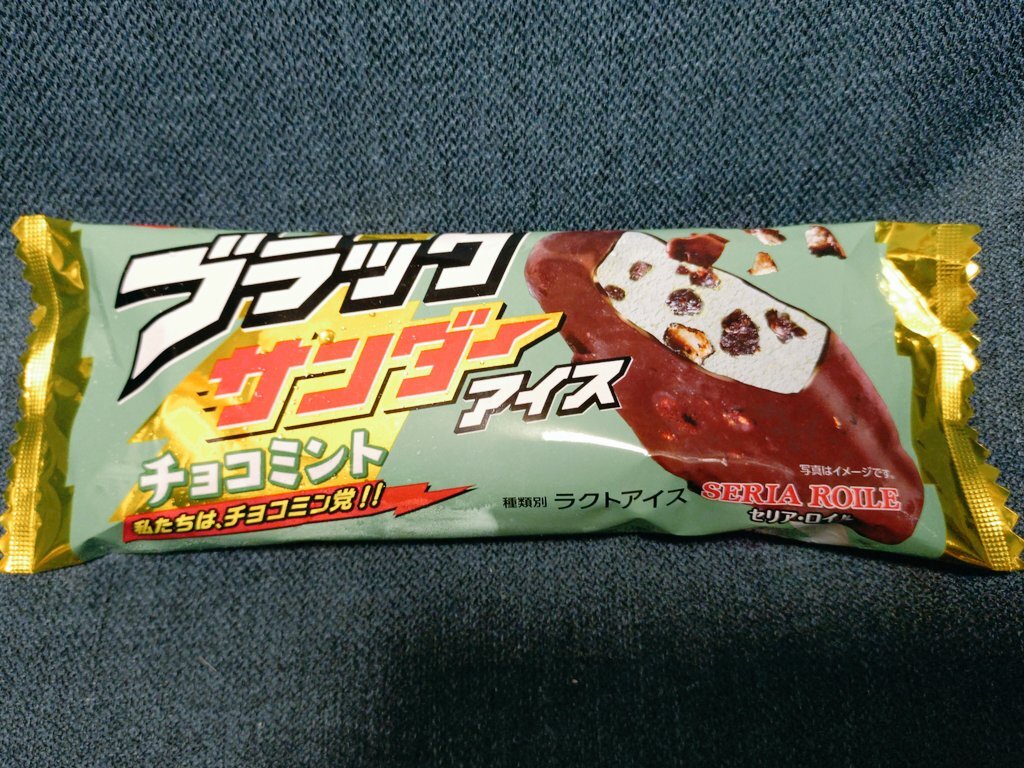 ブラック
サンダー
アイス
チョコミント
私たちは、チョコミン党!!
種類別 ラクトアイス
写真はイメージです。
SERIA ROILE
セリア・ロイル